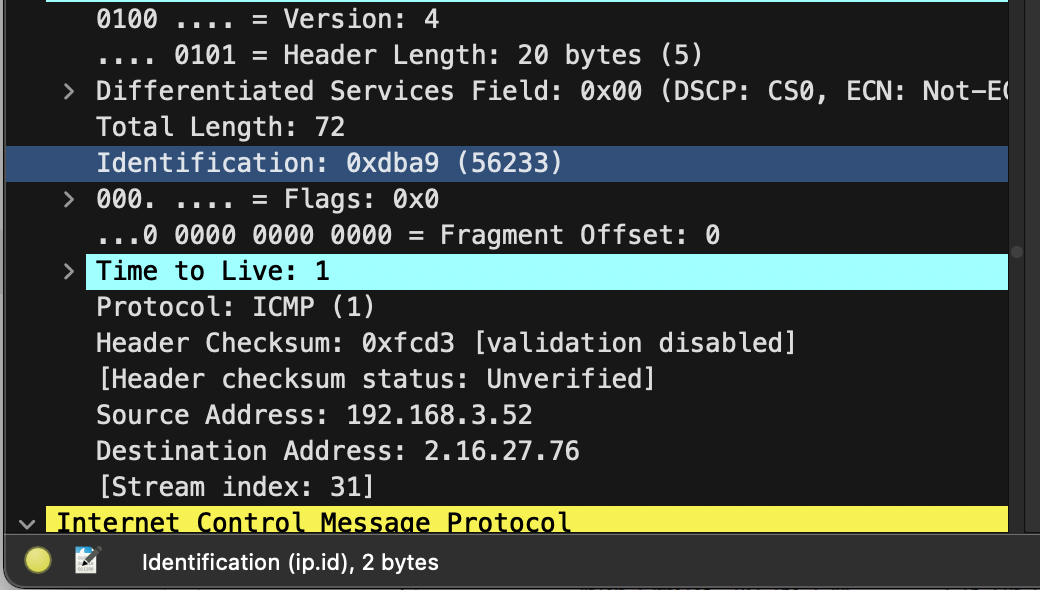 0100 .... = Version: 4
.... 0101 = Header Length: 20 bytes (5)
Differentiated Services Field: 0x00 (DSCP: CS0, ECN: Not-EC
Total Length: 72
Identification: 0xdba9 (56233)
000. .... = Flags: 0x0
...0 0000 0000 0000 = Fragment Offset: 0
Time to Live: 1
Protocol: ICMP (1)
Header Checksum: 0xfcd3 [validation disabled]
[Header checksum status: Unverified]
Source Address: 192.168.3.52
Destination Address: 2.16.27.76
[Stream index: 31]
Internet Control Message Protocol
Identification (ip.id), 2 bytes